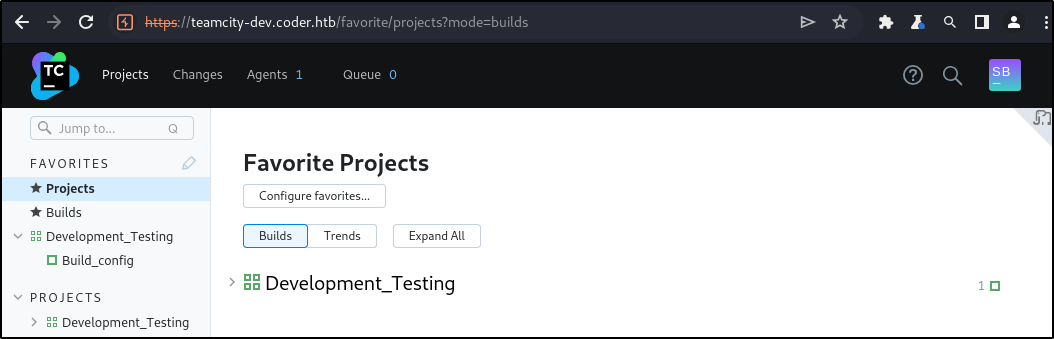 https://teamcity-dev.coder.htb/favorite/projects?mode=builds
TC
Projects Changes Agents 1 Queue 0
SB
Jump to... Q
FAVORITES
Projects
Builds
Development_Testing
Build_config
PROJECTS
Development_Testing
Favorite Projects
Configure favorites...
Builds Trends Expand All
Development_Testing 1